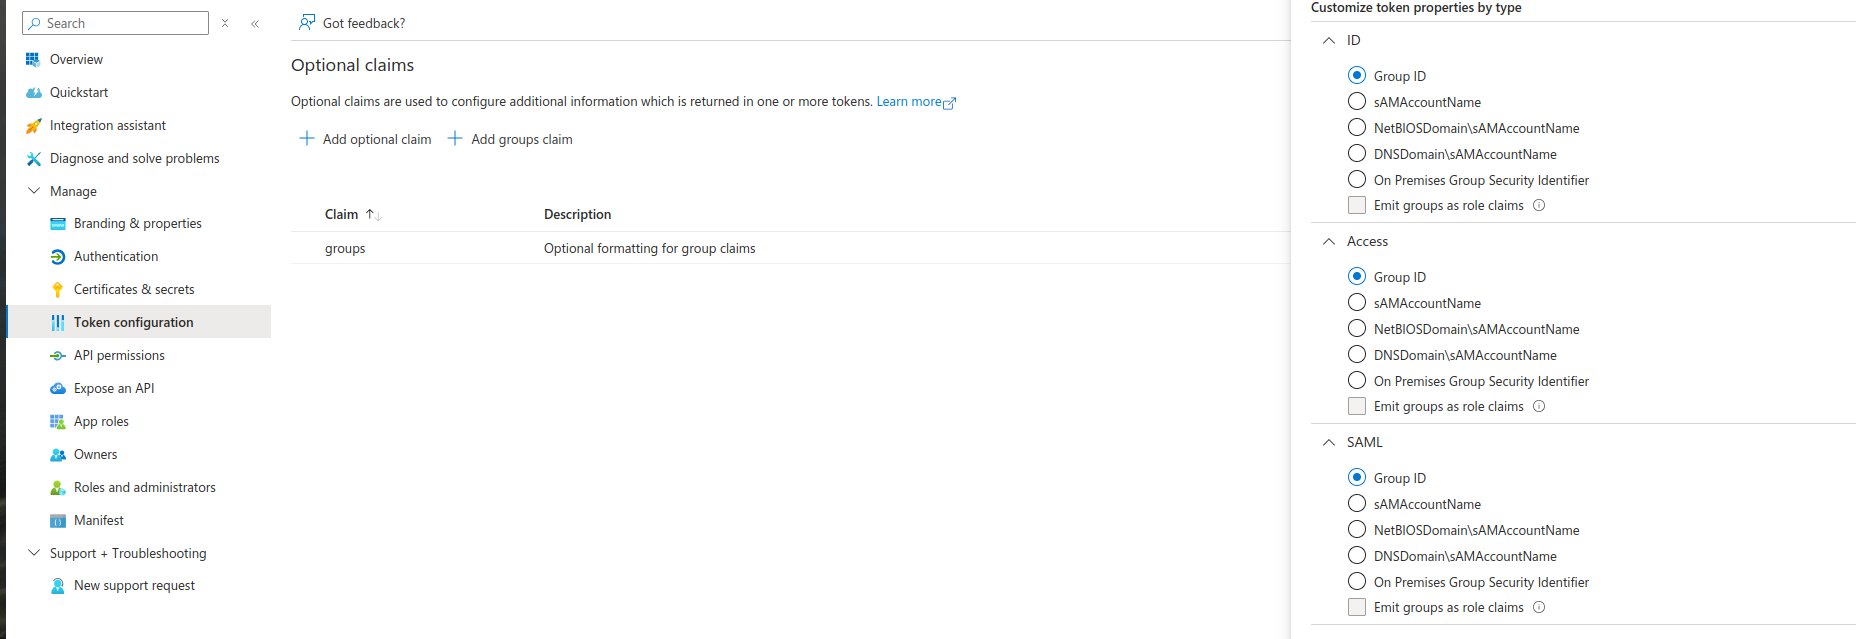 Search
Overview
Quickstart
Integration assistant
Diagnose and solve problems
Manage
Branding & properties
Authentication
Certificates & secrets
Token configuration
API permissions
Expose an API
App roles
Owners
Roles and administrators
Manifest
Support + Troubleshooting
New support request
Got feedback?
Optional claims
Optional claims are used to configure additional information which is returned in one or more tokens. Learn more
Add optional claim Add groups claim
Claim Description
groups Optional formatting for group claims
Customize token properties by type
ID
Group ID
sAMAccountName
NetBIOSDomain\sAMAccountName
DNSDomain\sAMAccountName
On Premises Group Security Identifier
Emit groups as role claims
Access
Group ID
sAMAccountName
NetBIOSDomain\sAMAccountName
DNSDomain\sAMAccountName
On Premises Group Security Identifier
Emit groups as role claims
SAML
Group ID
sAMAccountName
NetBIOSDomain\sAMAccountName
DNSDomain\sAMAccountName
On Premises Group Security Identifier
Emit groups as role claims